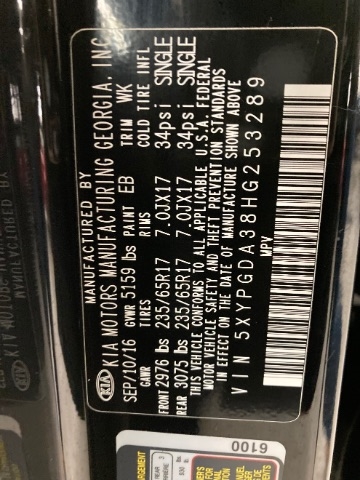 MANUFACTURED BY
KIA KIA MOTORS MANUFACTURING GEORGIA, INC
SEP/10/16 GVWR 5159 lbs PAINT EB TRIM WK
GAWR TIRES RIMS COLD TIRE INFL
FRONT 2976 lbs 235/65R17 7.0JX17 34psi SINGLE
REAR 3075 lbs 235/65R17 7.0JX17 34psi SINGLE
THIS VEHICLE CONFORMS TO ALL APPLICABLE U.S.A. FEDERAL
MOTOR VEHICLE SAFETY AND THEFT PREVENTION STANDARDS
IN EFFECT ON THE DATE OF MANUFACTURE SHOWN ABOVE
VIN 5XYPGDA38HG253289
MPV
6100